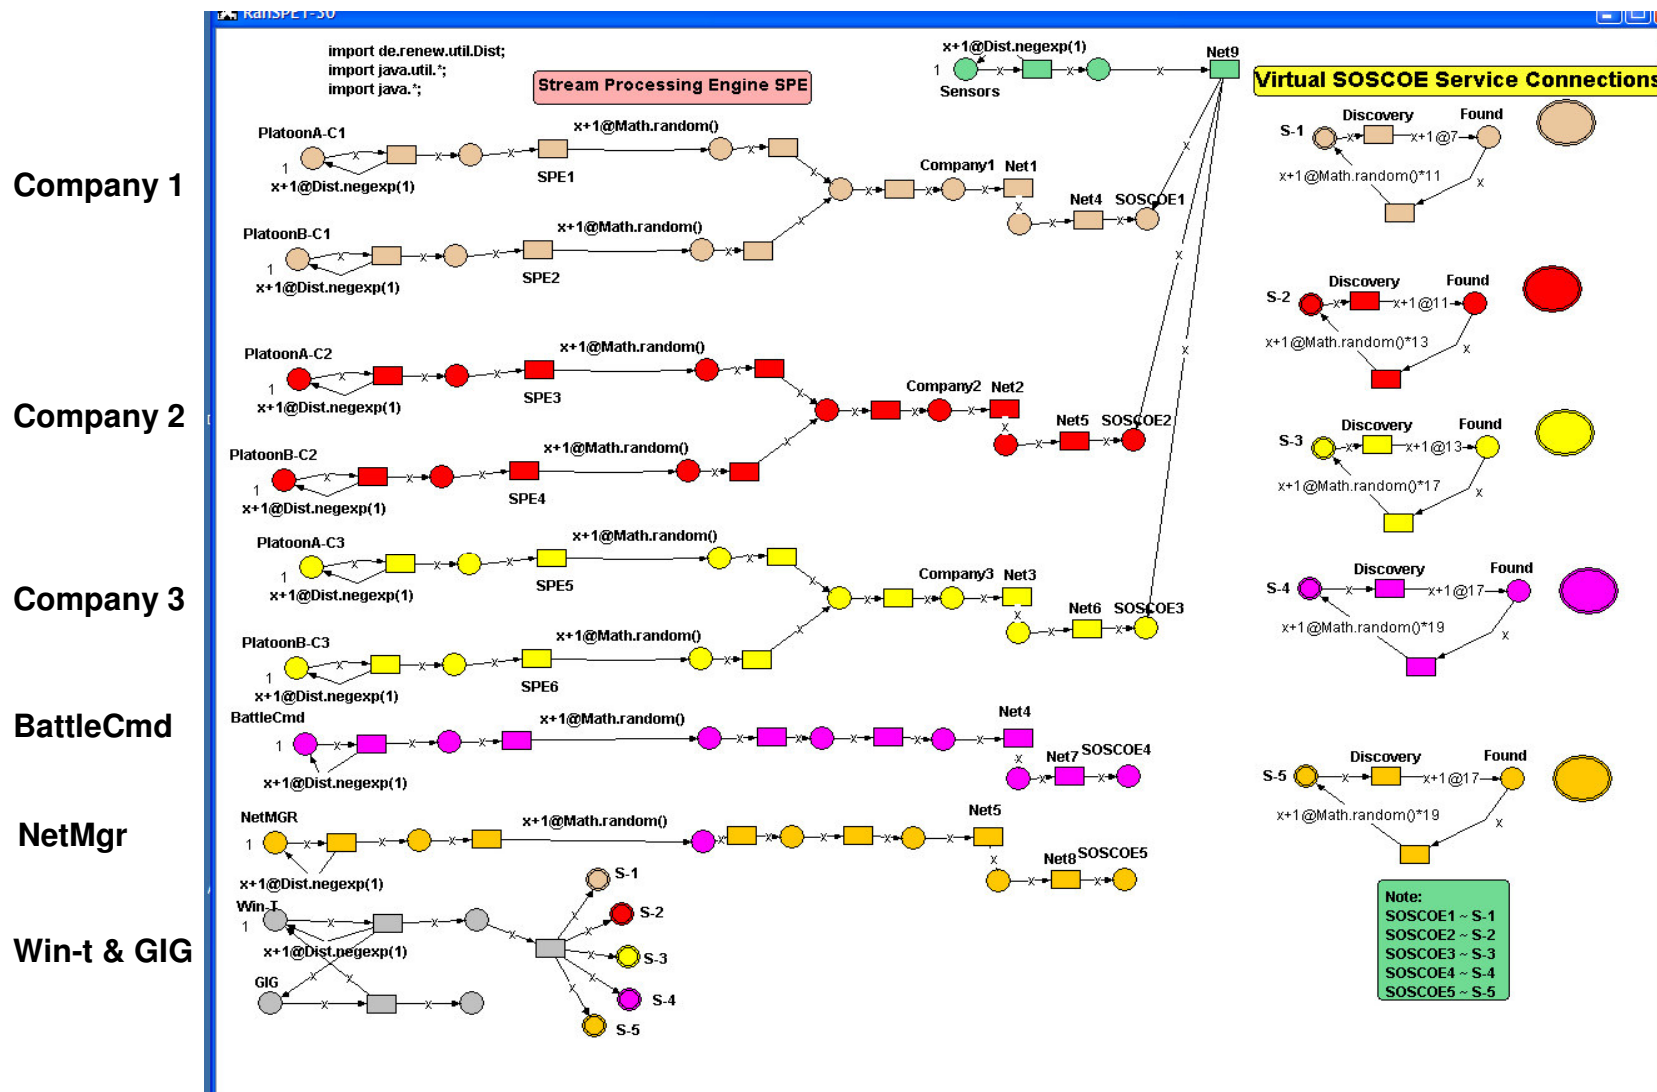 RanSPET-30
import de.renew.util.Dist;
import java.util.*;
import java.*;
Stream Processing Engine SPE
x+1@Dist.negexp(1)
1
Sensors
x
x
x
Net9
Virtual SOSCOE Service Connections
Company 1
PlatoonA-C1
1
x
x+1@Dist.negexp(1)
x
x
SPE1
x+1@Math.random()
x
x
x
Company1
x
Net1
x
Net4
x
SOSCOE1
x
PlatoonB-C1
1
x
x+1@Dist.negexp(1)
x
x
SPE2
x+1@Math.random()
x
x
S-1
x
Discovery
x+1@7
Found
x+1@Math.random()*11
x
Company 2
PlatoonA-C2
1
x
x+1@Dist.negexp(1)
x
x
SPE3
x+1@Math.random()
x
x
x
Company2
x
Net2
x
Net5
x
SOSCOE2
x
x
PlatoonB-C2
1
x
x+1@Dist.negexp(1)
x
x
SPE4
x+1@Math.random()
x
x
S-2
x
Discovery
x+1@11
Found
x+1@Math.random()*13
x
S-3
x
Discovery
x+1@13
Found
x+1@Math.random()*17
x
Company 3
PlatoonA-C3
1
x
x+1@Dist.negexp(1)
x
x
SPE5
x+1@Math.random()
x
x
x
Company3
x
Net3
x
Net6
x
SOSCOE3
x
x
PlatoonB-C3
1
x
x+1@Dist.negexp(1)
x
x
SPE6
x+1@Math.random()
x
x
S-4
x
Discovery
x+1@17
Found
x+1@Math.random()*19
x
BattleCmd
BattleCmd
1
x
x+1@Dist.negexp(1)
x
x
x+1@Math.random()
x
x
x
x
x
Net4
x
x
Net7
x
SOSCOE4
S-5
x
Discovery
x+1@17
Found
x+1@Math.random()*19
x
NetMgr
NetMGR
1
x
x+1@Dist.negexp(1)
x
x
x+1@Math.random()
x
x
x
x
x
Net5
x
x
Net8
x
SOSCOE5
Win-t & GIG
Win-T
1
x
x
x+1@Dist.negexp(1)
x
x
x
x
GIG
x
x
x
x
x
x
x
S-1
S-2
S-3
S-4
S-5
Note:
SOSCOE1 ~ S-1
SOSCOE2 ~ S-2
SOSCOE3 ~ S-3
SOSCOE4 ~ S-4
SOSCOE5 ~ S-5